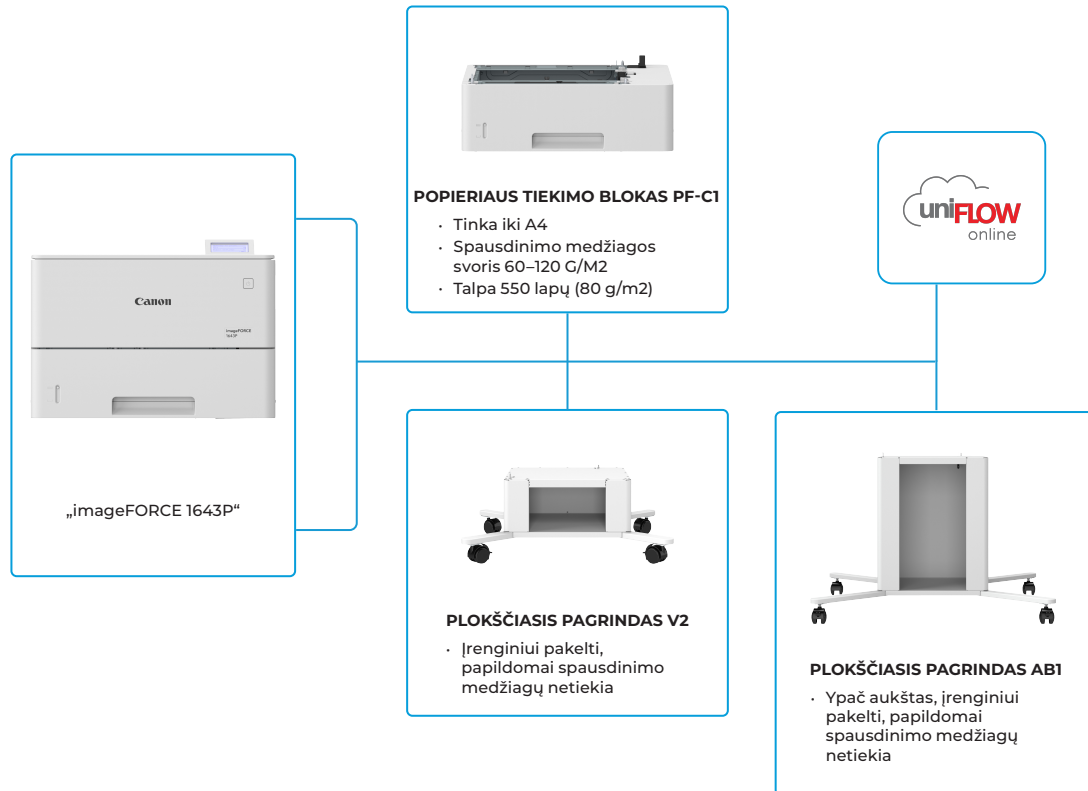 Canon
imageFORCE
1643P
„imageFORCE 1643P“
POPIERIAUS TIEKIMO BLOKAS PF-C1
· Tinka iki A4
· Spausdinimo medžiagos
svoris 60–120 G/M2
· Talpa 550 lapų (80 g/m2)
uniFLOW
online
PLOKŠČIASIS PAGRINDAS V2
· Įrenginiui pakelti,
papildomai spausdinimo
medžiagų netiekia
PLOKŠČIASIS PAGRINDAS AB1
· Ypač aukštas, įrenginiui
pakelti, papildomai
spausdinimo medžiagų
netiekia